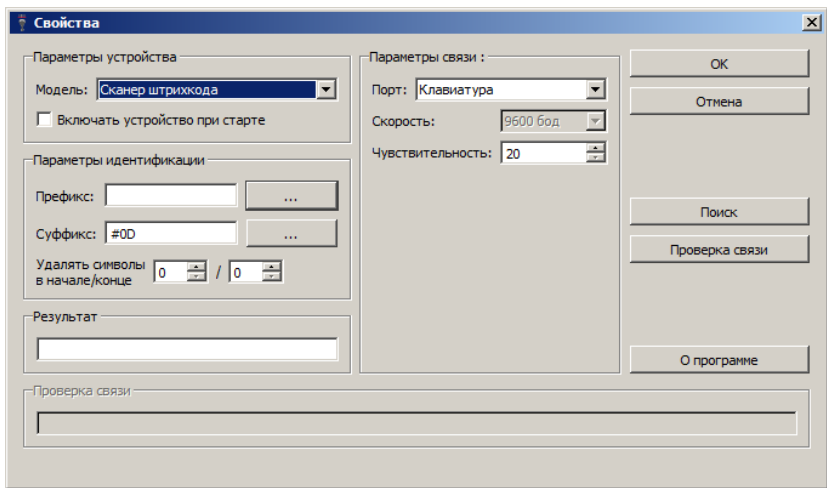 Свойства
Параметры устройства
Модель: Сканер штрихкода
Включать устройство при старте
Параметры идентификации
Префикс: ...
Суффикс: #0D ...
Удалять символы
в начале/конце 0 / 0
Результат
Параметры связи :
Порт: Клавиатура
Скорость: 9600 бод
Чувствительность: 20
ОК
Отмена
Поиск
Проверка связи
О программе
Проверка связи